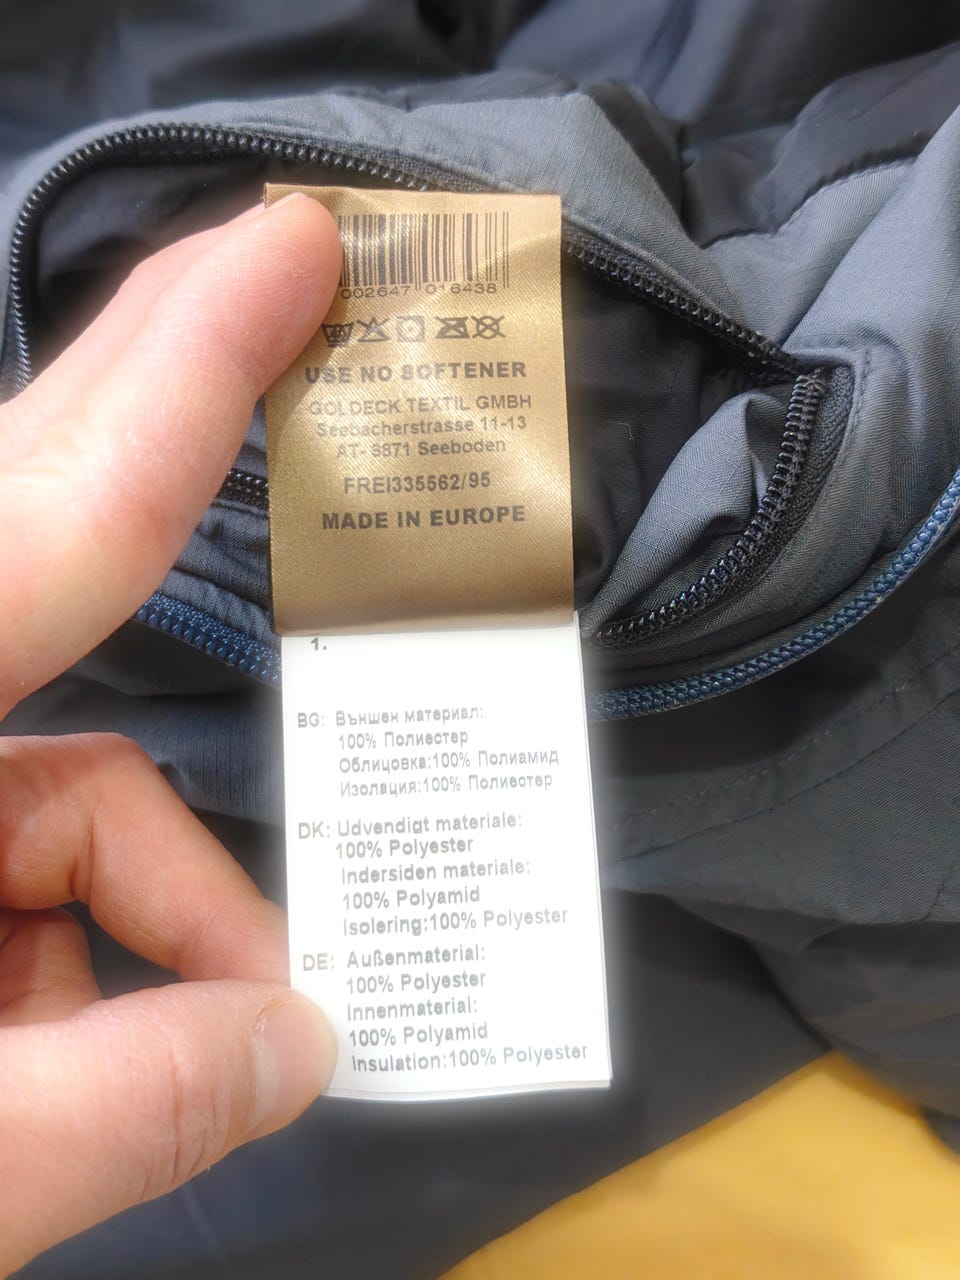 002647 016438
USE NO SOFTENER
GOLDECK TEXTIL GMBH
Seebacherstrasse 11-13
AT- 9871 Seeboden
FREI335562/95
MADE IN EUROPE
1.
BG: Външен материал:
100% Полиестер
Облицовка:100% Полиамид
Изолация:100% Полиестер
DK: Udvendigt materiale:
100% Polyester
Indersiden materiale:
100% Polyamid
Isolering:100% Polyester
DE: Außenmaterial:
100% Polyester
Innenmaterial:
100% Polyamid
Insulation:100% Polyester